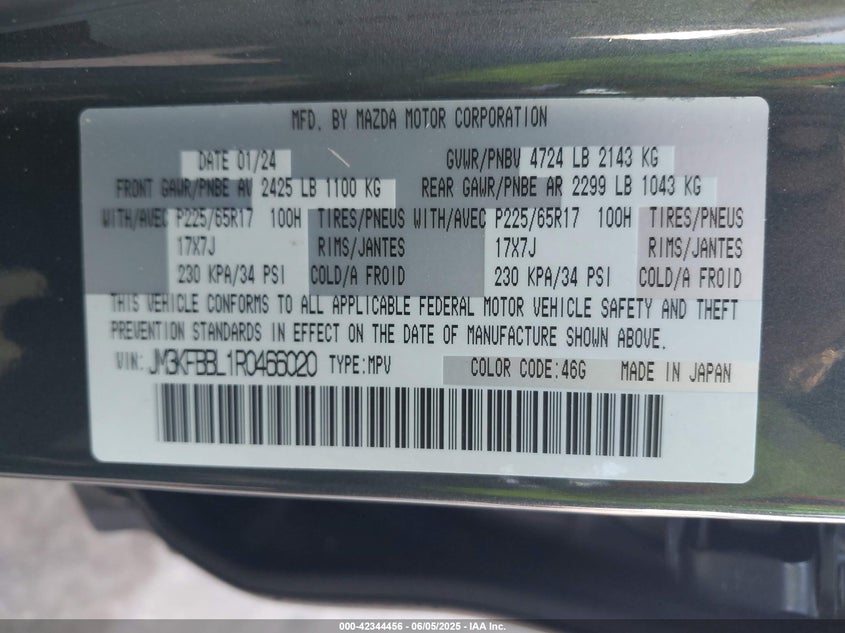 MFD. BY MAZDA MOTOR CORPORATION
DATE 01/24 GVWR/PNBV 4724 LB 2143 KG
FRONT GAWR/PNBE AV 2425 LB 1100 KG REAR GAWR/PNBE AR 2299 LB 1043 KG
WITH/AVEC P225/65R17 100H TIRES/PNEUS WITH/AVEC P225/65R17 100H TIRES/PNEUS
17X7J RIMS/JANTES 17X7J RIMS/JANTES
230 KPA/34 PSI COLD/A FROID 230 KPA/34 PSI COLD/A FROID
THIS VEHICLE CONFORMS TO ALL APPLICABLE FEDERAL MOTOR VEHICLE SAFETY AND THEFT
PREVENTION STANDARDS IN EFFECT ON THE DATE OF MANUFACTURE SHOWN ABOVE.
VIN: JM3KFBBL1R0466020 TYPE:MPV COLOR CODE:46G MADE IN JAPAN
000-42344456 - 06/05/2025 - IAA Inc.